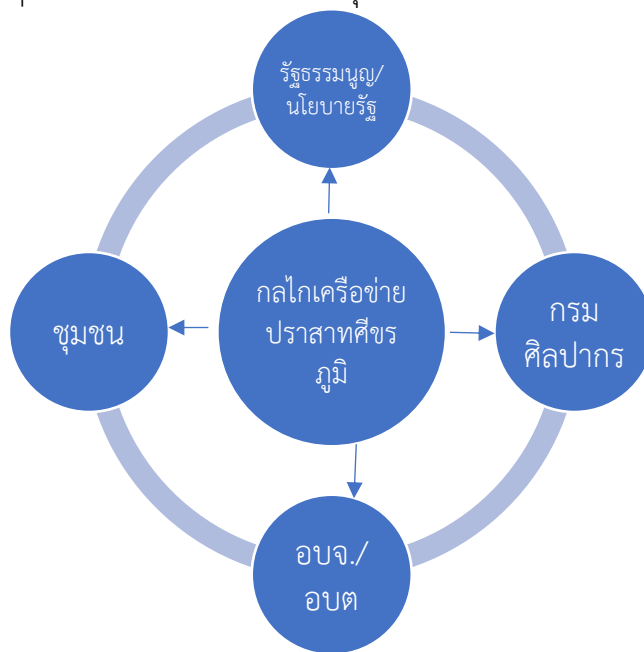 รัฐธรรมนูญ/
นโยบายรัฐ
กลไกเครือข่าย
ปราสาทศีขร
ภูมิ
ชุมชน
กรม
ศิลปากร
อบจ./
อบต